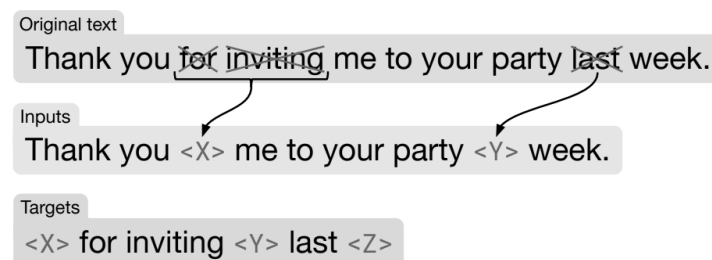 Original text
Thank you for inviting me to your party last week.
Inputs
Thank you <X> me to your party <Y> week.
Targets
<X> for inviting <Y> last <Z>